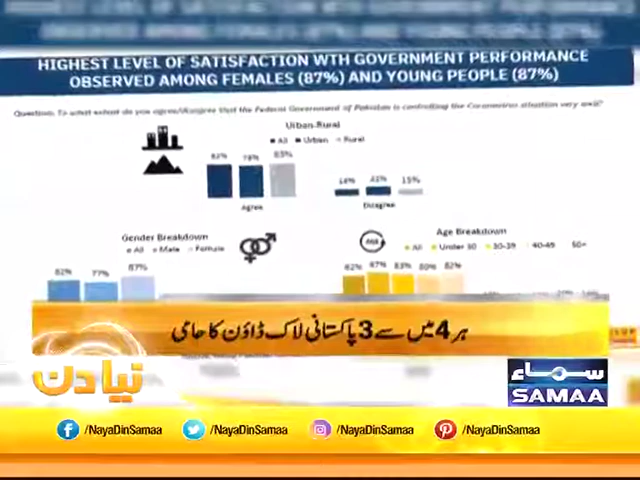 HIGHEST LEVEL OF SATISFACTION WTH GOVERNMENT PERFORMANCE
OBSERVED AMONG FEMALES (87%) AND YOUNG PEOPLE (87%)
Question: To what extent do you agree/disagree that the Federal Government of Pakistan is controlling the Coronavirus situation very well?
Urban-Rural
All Urban Rural
82% 78% 83%
22% 15%
Agree Disagree
Gender Breakdown
All Male Female
82% 77% 87%
Age Breakdown
All Under 30 30-39 40-49 50+
82% 87% 83% 80% 82%
ہر 4 میں سے 3 پاکستانی لاک ڈاؤن کا حامی
نیا دن
سماء
SAMAA
/NayaDinSamaa /NayaDinSamaa /NayaDinSamaa /NayaDinSamaa